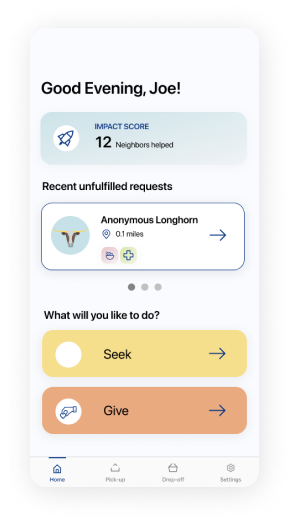 Good Evening, Joe!
IMPACT SCORE
12 Neighbors helped
Recent unfulfilled requests
Anonymous Longhorn
0.1 miles
What will you like to do?
Seek
Give
Home Pick-up Drop-off Settings